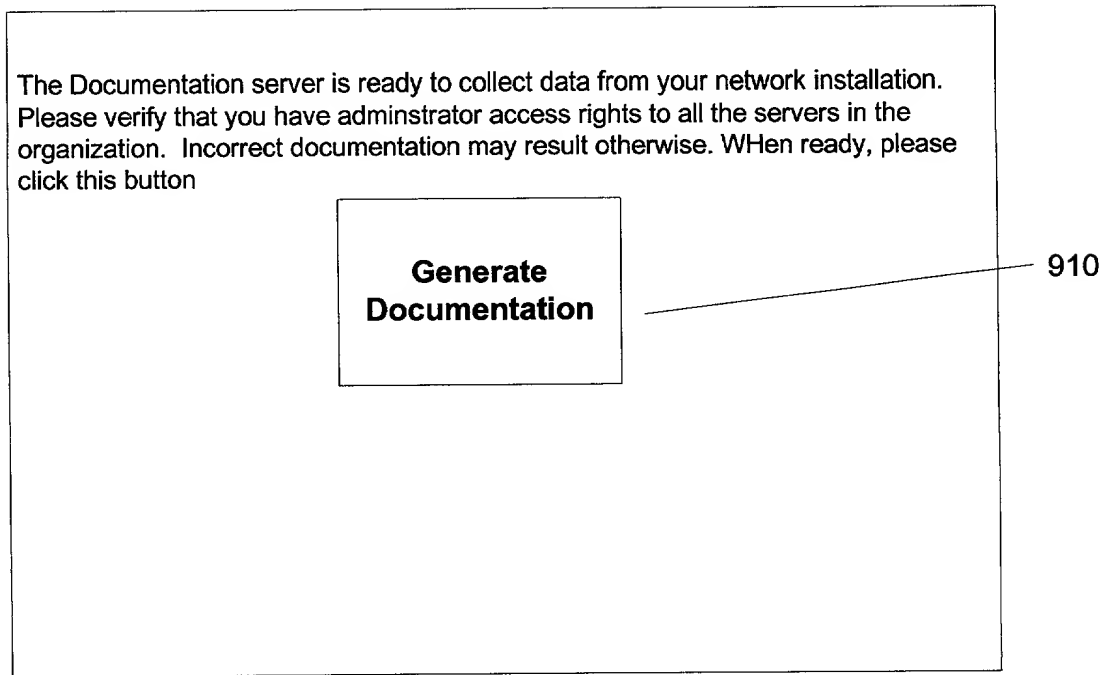 The Documentation server is ready to collect data from your network installation.
Please verify that you have adminstrator access rights to all the servers in the
organization.  Incorrect documentation may result otherwise. WHen ready, please
click this button
Generate
Documentation
910